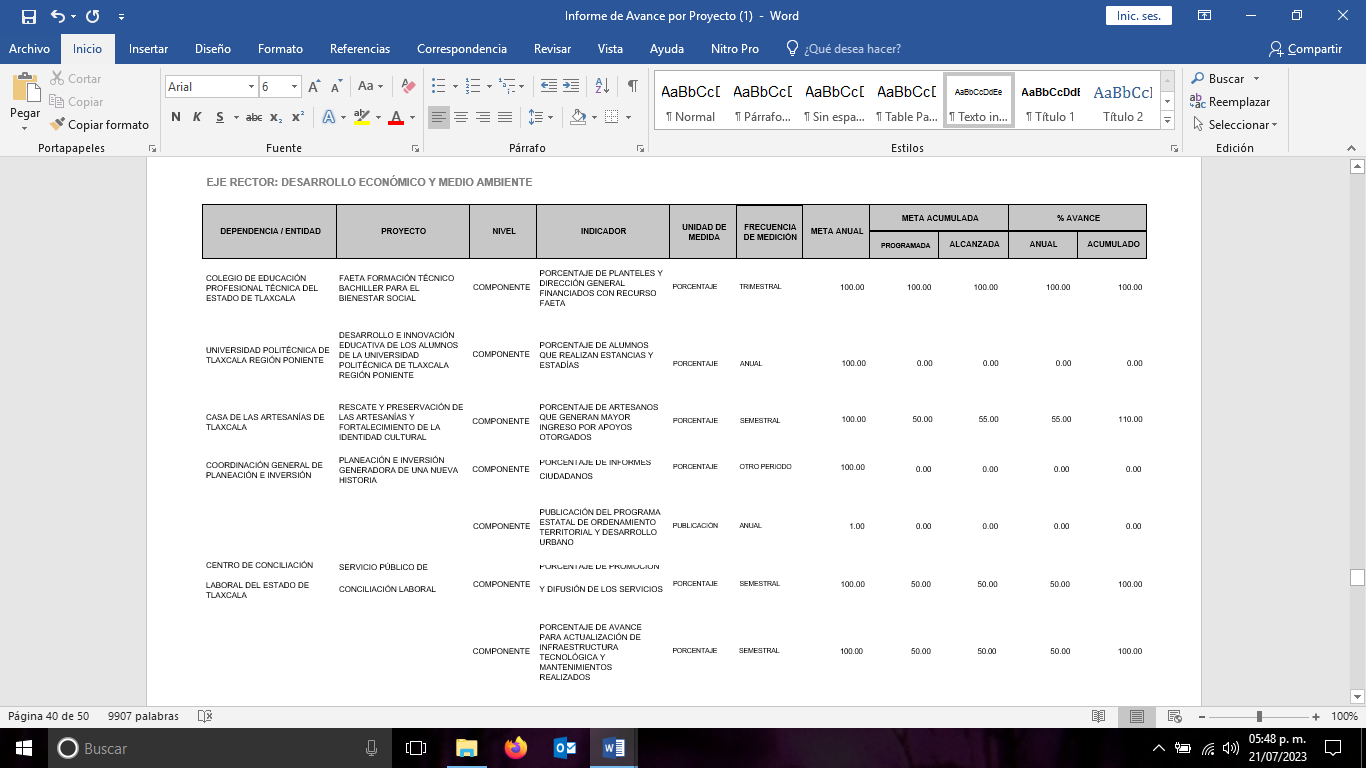 Informe de Avance por Proyecto (1) - Word
Inic. ses.
Archivo Inicio Insertar Diseño Formato Referencias Correspondencia Revisar Vista Ayuda Nitro Pro ¿Qué desea hacer? Compartir
Pegar
Cortar
Copiar
Copiar formato
Portapapeles
Arial 6
N K S abc x₂ x²
Fuente
Párrafo
AaBbCcD ¶ Normal
AaBbCcD ¶ Párrafo...
AaBbCcD ¶ Sin espa...
AaBbCcD ¶ Table Pa...
AaBbCcDdEe ¶ Texto in...
AaBbCcDdE ¶ Título 1
AaBbCcI Título 2
Estilos
Buscar
Reemplazar
Seleccionar
Edición
EJE RECTOR: DESARROLLO ECONÓMICO Y MEDIO AMBIENTE
DEPENDENCIA / ENTIDAD
PROYECTO
NIVEL
INDICADOR
UNIDAD DE
MEDIDA
FRECUENCIA
DE MEDICIÓN
META ANUAL
META ACUMULADA
PROGRAMADA ALCANZADA
% AVANCE
ANUAL ACUMULADO
COLEGIO DE EDUCACIÓN
PROFESIONAL TÉCNICA DEL
ESTADO DE TLAXCALA
FAETA FORMACIÓN TÉCNICO
BACHILLER PARA EL
BIENESTAR SOCIAL
COMPONENTE
PORCENTAJE DE PLANTELES Y
DIRECCIÓN GENERAL
FINANCIADOS CON RECURSO
FAETA
PORCENTAJE TRIMESTRAL 100.00 100.00 100.00 100.00 100.00
UNIVERSIDAD POLITÉCNICA DE
TLAXCALA REGIÓN PONIENTE
DESARROLLO E INNOVACIÓN
EDUCATIVA DE LOS ALUMNOS
DE LA UNIVERSIDAD
POLITÉCNICA DE TLAXCALA
REGIÓN PONIENTE
COMPONENTE
PORCENTAJE DE ALUMNOS
QUE REALIZAN ESTANCIAS Y
ESTADÍAS
PORCENTAJE ANUAL 100.00 0.00 0.00 0.00 0.00
CASA DE LAS ARTESANÍAS DE
TLAXCALA
RESCATE Y PRESERVACIÓN DE
LAS ARTESANÍAS Y
FORTALECIMIENTO DE LA
IDENTIDAD CULTURAL
COMPONENTE
PORCENTAJE DE ARTESANOS
QUE GENERAN MAYOR
INGRESO POR APOYOS
OTORGADOS
PORCENTAJE SEMESTRAL 100.00 50.00 55.00 55.00 110.00
COORDINACIÓN GENERAL DE
PLANEACIÓN E INVERSIÓN
PLANEACIÓN E INVERSIÓN
GENERADORA DE UNA NUEVA
HISTORIA
COMPONENTE
PORCENTAJE DE INFORMES
CIUDADANOS
PORCENTAJE OTRO PERIODO 100.00 0.00 0.00 0.00 0.00
COMPONENTE
PUBLICACIÓN DEL PROGRAMA
ESTATAL DE ORDENAMIENTO
TERRITORIAL Y DESARROLLO
URBANO
PUBLICACIÓN ANUAL 1.00 0.00 0.00 0.00 0.00
CENTRO DE CONCILIACIÓN
LABORAL DEL ESTADO DE
TLAXCALA
SERVICIO PÚBLICO DE
CONCILIACIÓN LABORAL
COMPONENTE
PORCENTAJE DE PROMOCIÓN
Y DIFUSIÓN DE LOS SERVICIOS
PORCENTAJE SEMESTRAL 100.00 50.00 50.00 50.00 100.00
COMPONENTE
PORCENTAJE DE AVANCE
PARA ACTUALIZACIÓN DE
INFRAESTRUCTURA
TECNOLÓGICA Y
MANTENIMIENTOS
REALIZADOS
PORCENTAJE SEMESTRAL 100.00 50.00 50.00 50.00 100.00
Página 40 de 50 9907 palabras 100%
Buscar
05:48 p. m.
21/07/2023